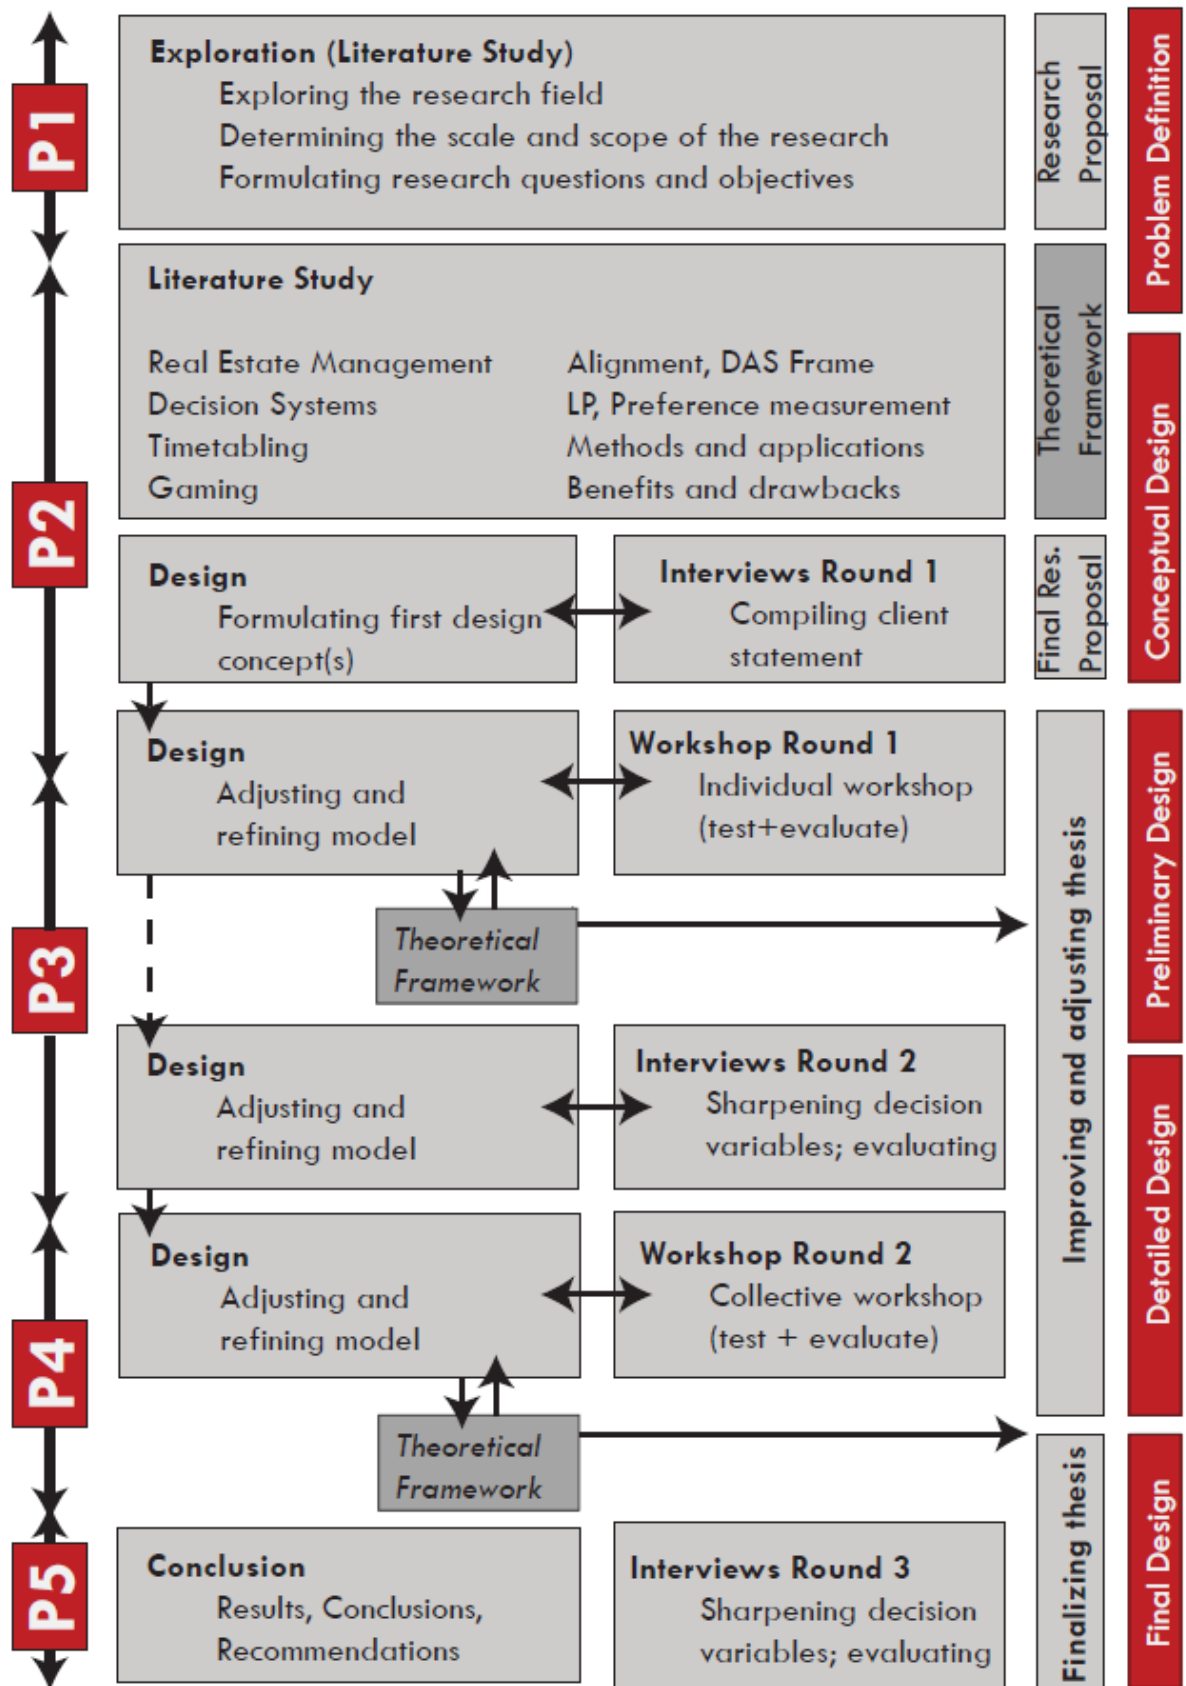 P1
Exploration (Literature Study)
Exploring the research field
Determining the scale and scope of the research
Formulating research questions and objectives
Research
Proposal
Problem Definition
P2
Literature Study
Real Estate Management
Alignment, DAS Frame
Decision Systems
LP, Preference measurement
Timetabling
Methods and applications
Gaming
Benefits and drawbacks
Theoretical
Framework
Conceptual Design
Design
Formulating first design
concept(s)
Interviews Round 1
Compiling client
statement
Final Res.
Proposal
P3
Design
Adjusting and
refining model
Workshop Round 1
Individual workshop
(test+evaluate)
Theoretical
Framework
Improving and adjusting thesis
Preliminary Design
Design
Adjusting and
refining model
Interviews Round 2
Sharpening decision
variables; evaluating
Detailed Design
P4
Design
Adjusting and
refining model
Workshop Round 2
Collective workshop
(test + evaluate)
Theoretical
Framework
P5
Conclusion
Results, Conclusions,
Recommendations
Interviews Round 3
Sharpening decision
variables; evaluating
Finalizing thesis
Final Design